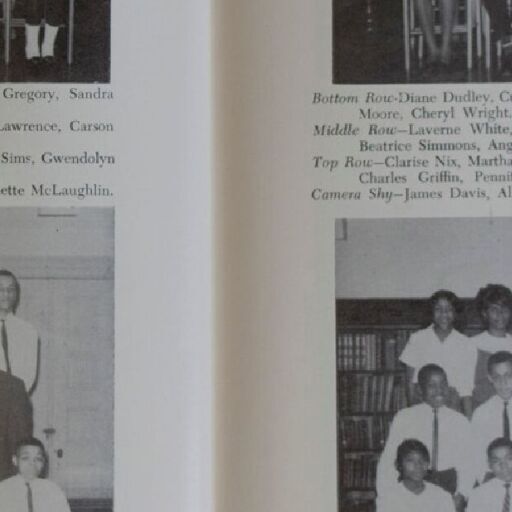 Gregory, Sandra
Lawrence, Carson
Sims, Gwendolyn
ette McLaughlin.
Bottom Row-Diane Dudley, C
Moore, Cheryl Wright.
Middle Row—Laverne White,
Beatrice Simmons, Ang
Top Row—Clarise Nix, Martha
Charles Griffin, Penni
Camera Shy—James Davis, Al